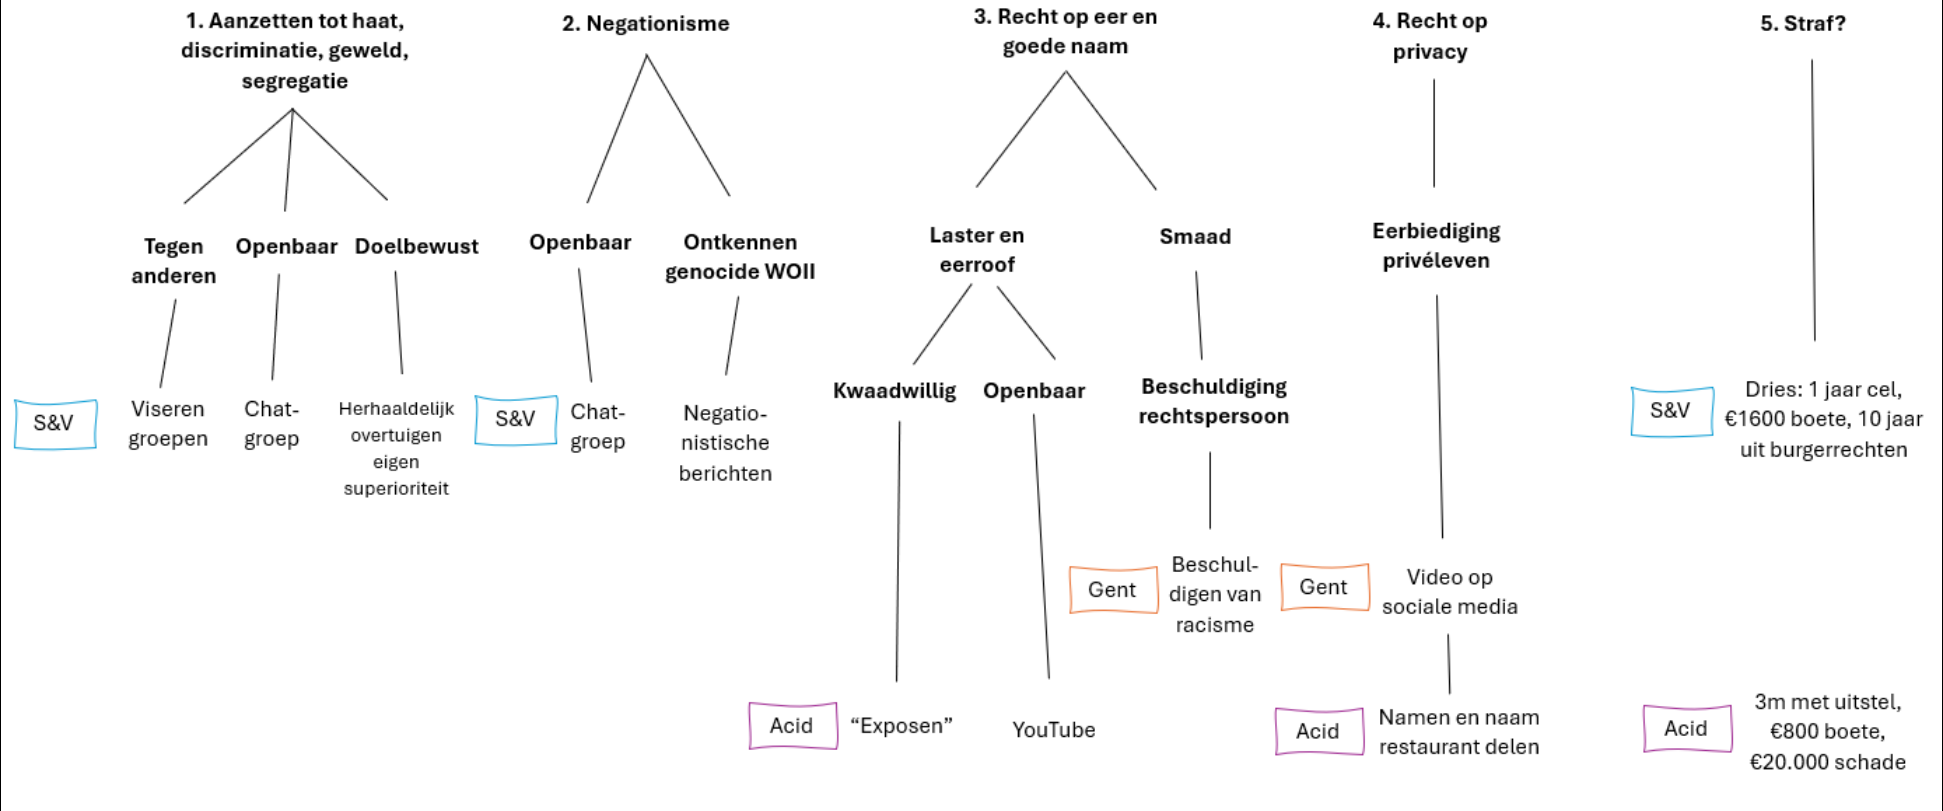 1. Aanzetten tot haat,
discriminatie, geweld,
segregatie
2. Negationisme
3. Recht op eer en
goede naam
4. Recht op
privacy
5. Straf?
Tegen
anderen
Openbaar
Doelbewust
Openbaar
Ontkennen
genocide WOII
Laster en
eerroof
Smaad
Eerbiediging
privéleven
Kwaadwillig
Openbaar
Beschuldiging
rechtspersoon
S&V
Viseren
groepen
Chat-
groep
Herhaaldelijk
overtuigen
eigen
superioriteit
S&V
Chat-
groep
Negatio-
nistische
berichten
S&V
Dries: 1 jaar cel,
€1600 boete, 10 jaar
uit burgerrechten
Gent
Beschul-
digen van
racisme
Gent
Video op
sociale media
Acid
“Exposen”
YouTube
Acid
Namen en naam
restaurant delen
Acid
3m met uitstel,
€800 boete,
€20.000 schade